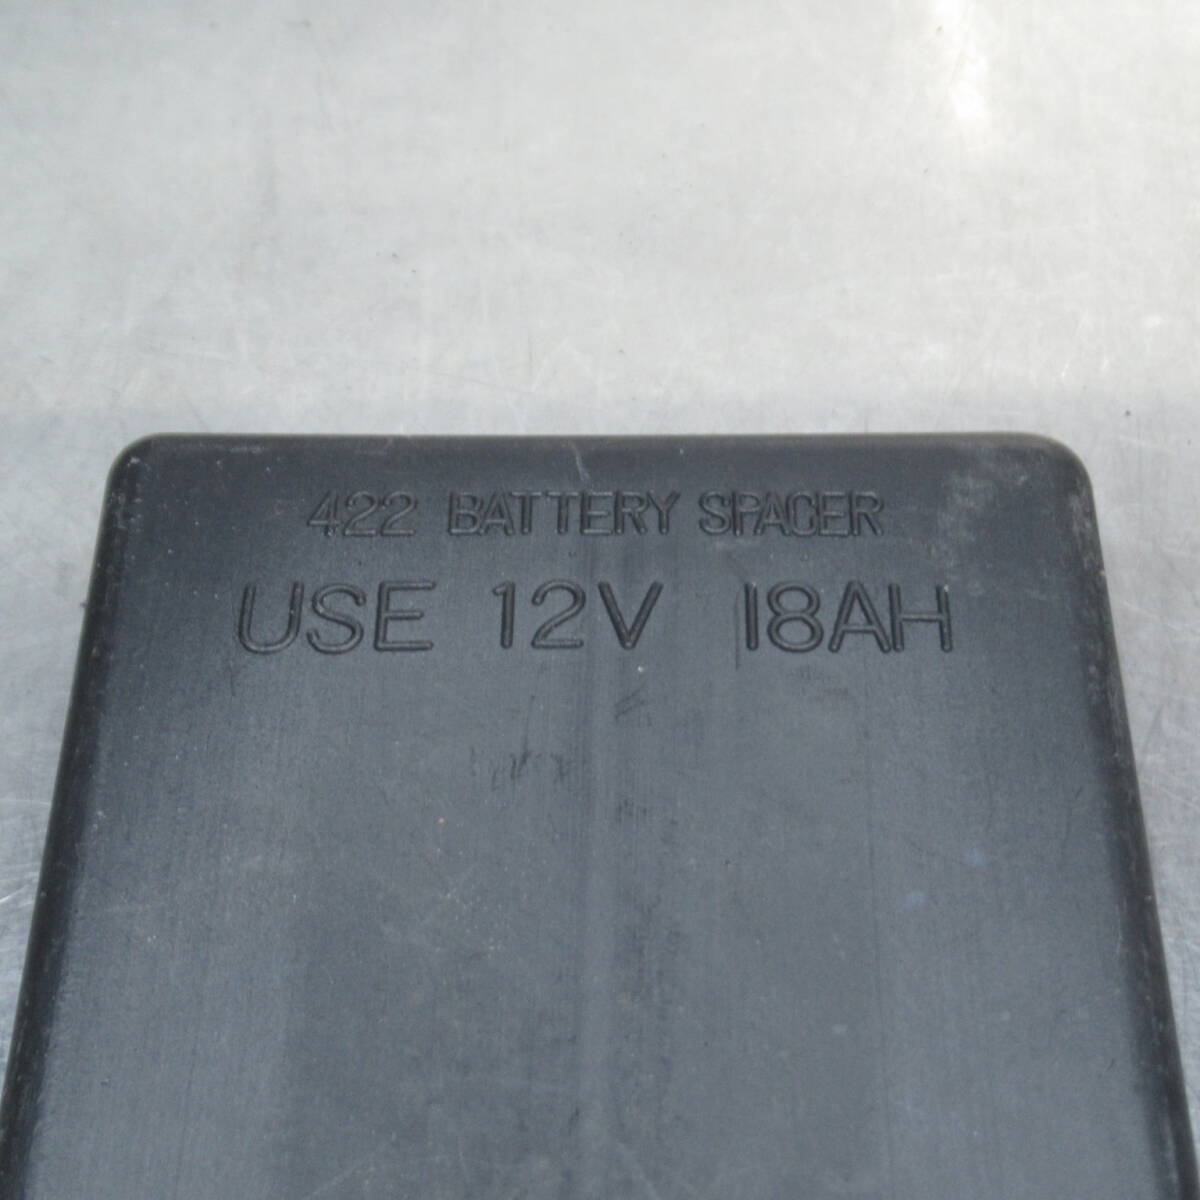 422 BATTERY SPACER
USE 12V 18AH